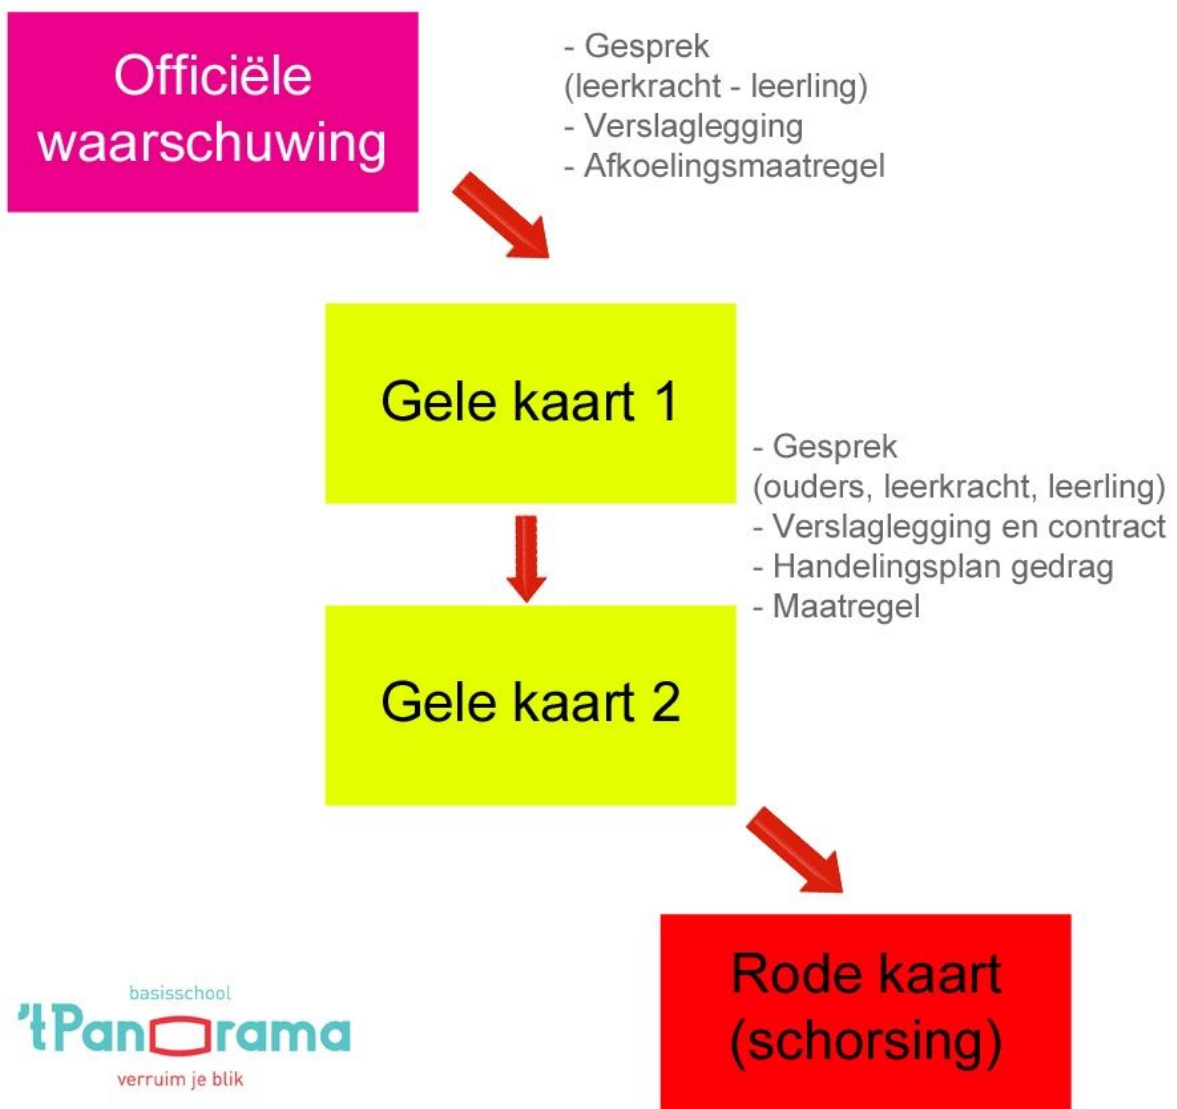 Officiële
waarschuwing
- Gesprek
(leerkracht - leerling)
- Verslaglegging
- Afkoelingsmaatregel
Gele kaart 1
- Gesprek
(ouders, leerkracht, leerling)
- Verslaglegging en contract
- Handelingsplan gedrag
- Maatregel
Gele kaart 2
Rode kaart
(schorsing)
basisschool
'tPanorama
verruim je blik